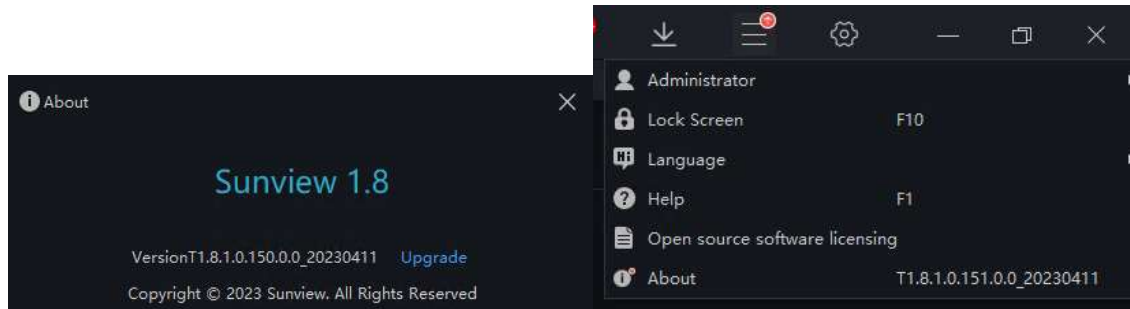 About
Sunview 1.8
VersionT1.8.1.0.150.0.0_20230411 Upgrade
Copyright © 2023 Sunview. All Rights Reserved
Administrator
Lock Screen F10
Language
Help F1
Open source software licensing
About T1.8.1.0.151.0.0_20230411